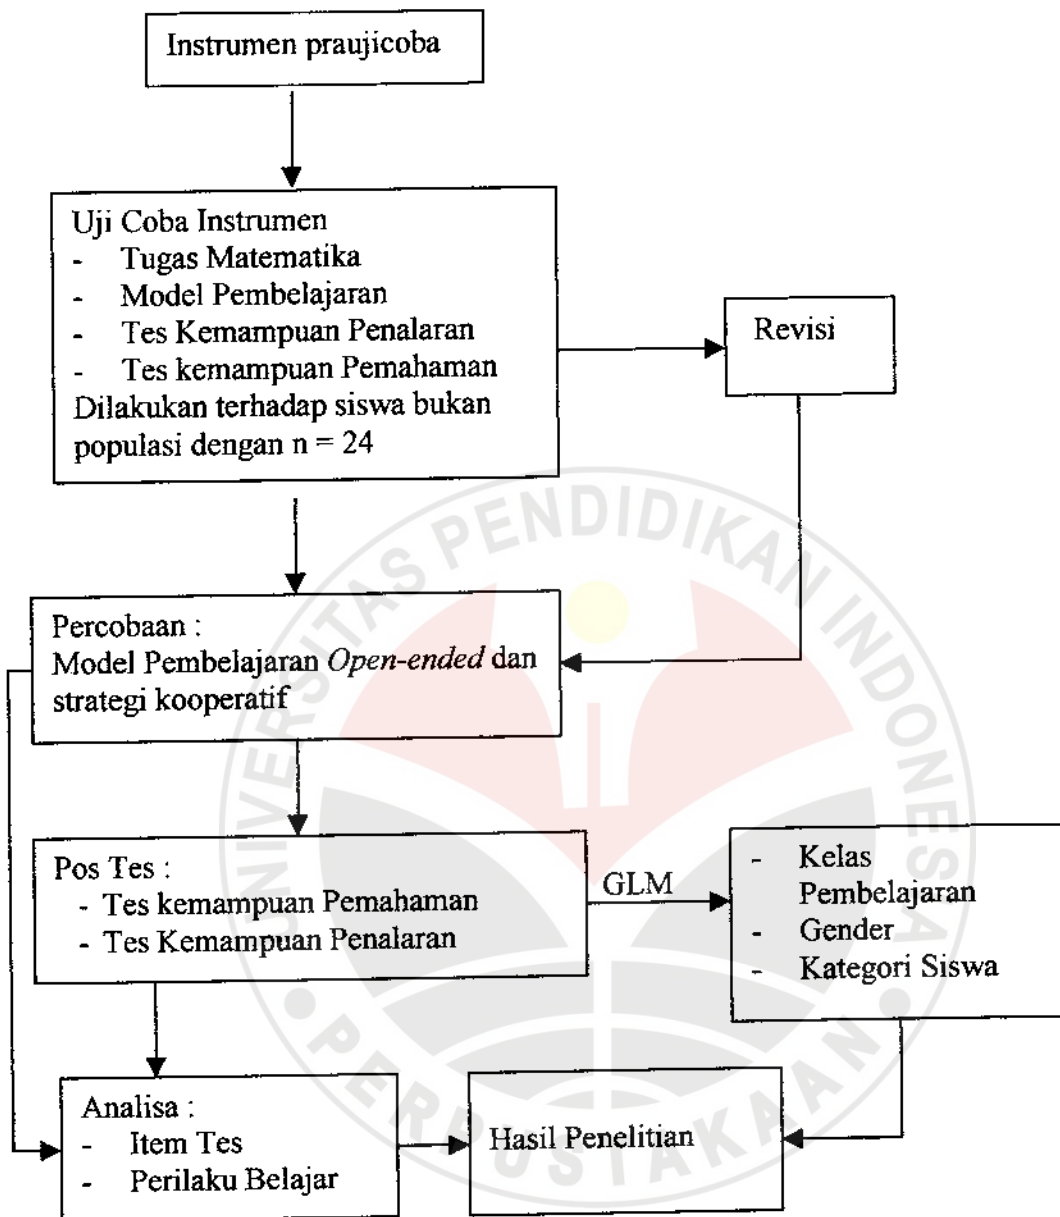 Instrumen praujicoba
Uji Coba Instrumen
- Tugas Matematika
- Model Pembelajaran
- Tes Kemampuan Penalaran
- Tes kemampuan Pemahaman
Dilakukan terhadap siswa bukan
populasi dengan n = 24
Revisi
Percobaan :
Model Pembelajaran Open-ended dan
strategi kooperatif
Pos Tes :
- Tes kemampuan Pemahaman
- Tes Kemampuan Penalaran
GLM
- Kelas
Pembelajaran
- Gender
- Kategori Siswa
Analisa :
- Item Tes
- Perilaku Belajar
Hasil Penelitian
UNIVERSITAS PENDIDIKAN INDONESIA
PERPUSTAKAAN